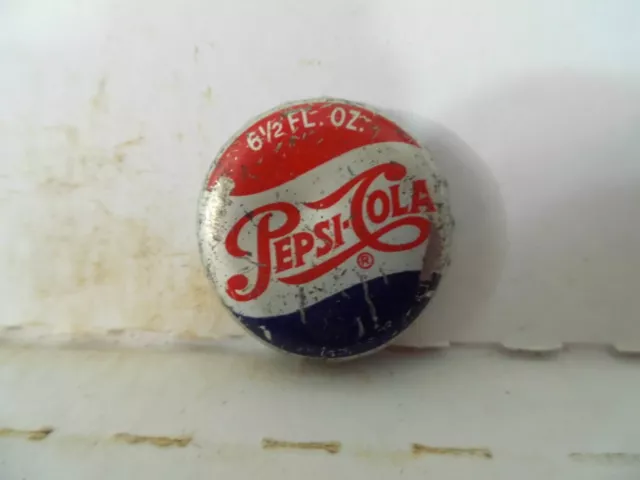 6½ FL. OZ.
PEPSI-COLA
®